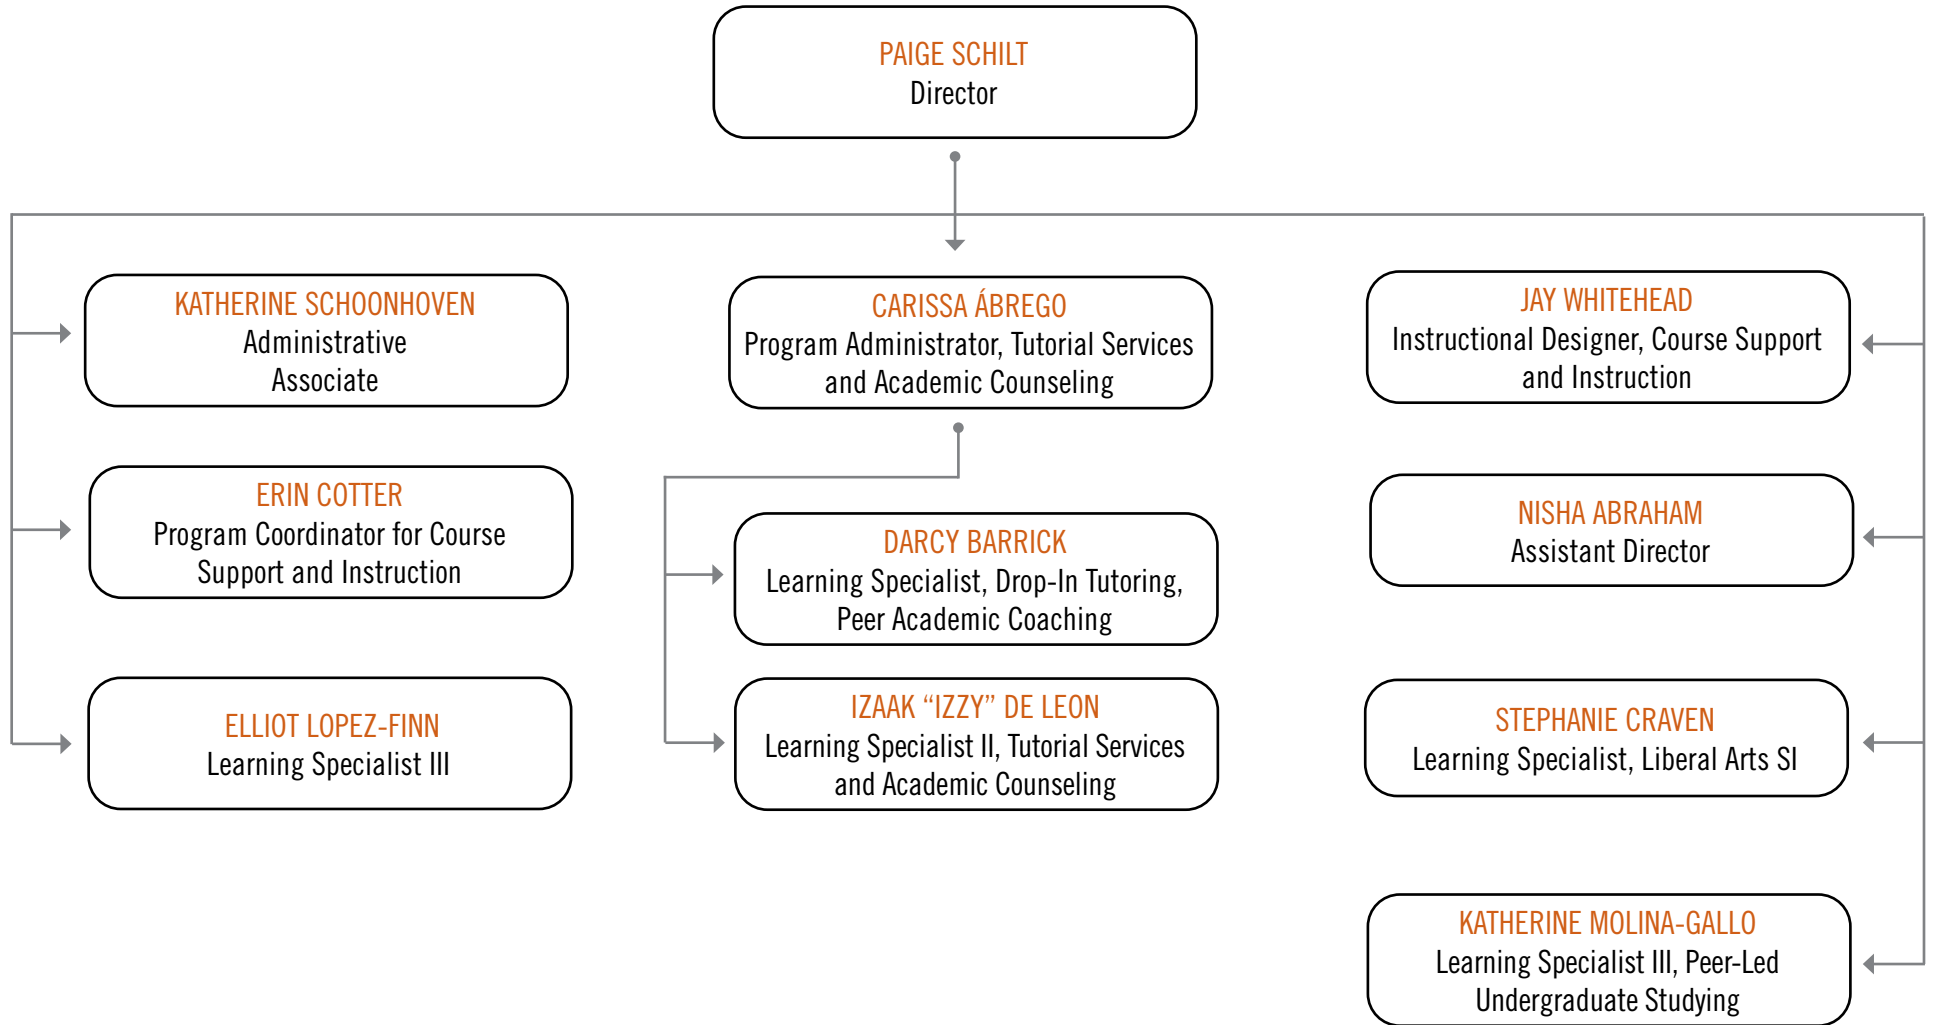 PAIGE SCHILT
Director
KATHERINE SCHOONHOVEN
Administrative
Associate
ERIN COTTER
Program Coordinator for Course
Support and Instruction
ELLIOT LOPEZ-FINN
Learning Specialist III
CARISSA ÁBREGO
Program Administrator, Tutorial Services
and Academic Counseling
DARCY BARRICK
Learning Specialist, Drop-In Tutoring,
Peer Academic Coaching
IZAAK “IZZY” DE LEON
Learning Specialist II, Tutorial Services
and Academic Counseling
JAY WHITEHEAD
Instructional Designer, Course Support
and Instruction
NISHA ABRAHAM
Assistant Director
STEPHANIE CRAVEN
Learning Specialist, Liberal Arts SI
KATHERINE MOLINA-GALLO
Learning Specialist III, Peer-Led
Undergraduate Studying